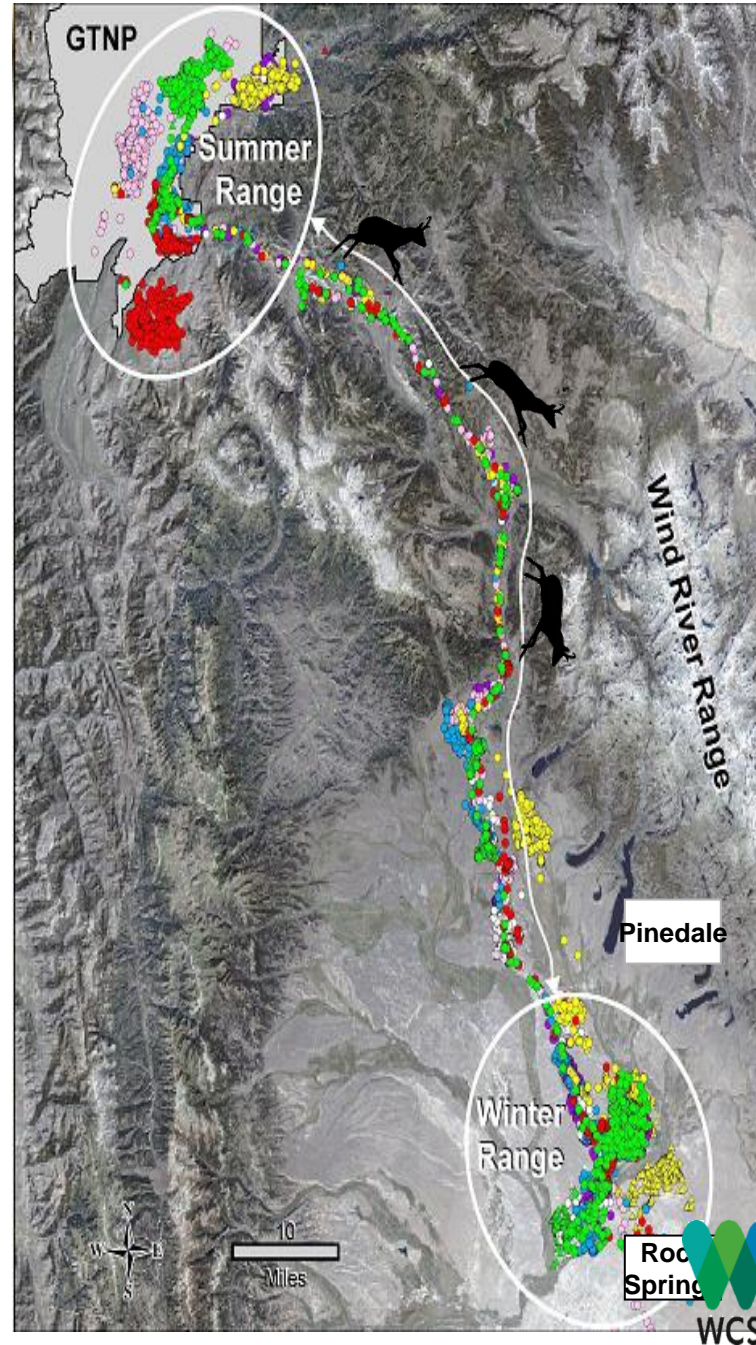 GTNP
Summer
Range
Wind River Range
Pinedale
Winter
Range
N
W E
S
10
Miles
WCS